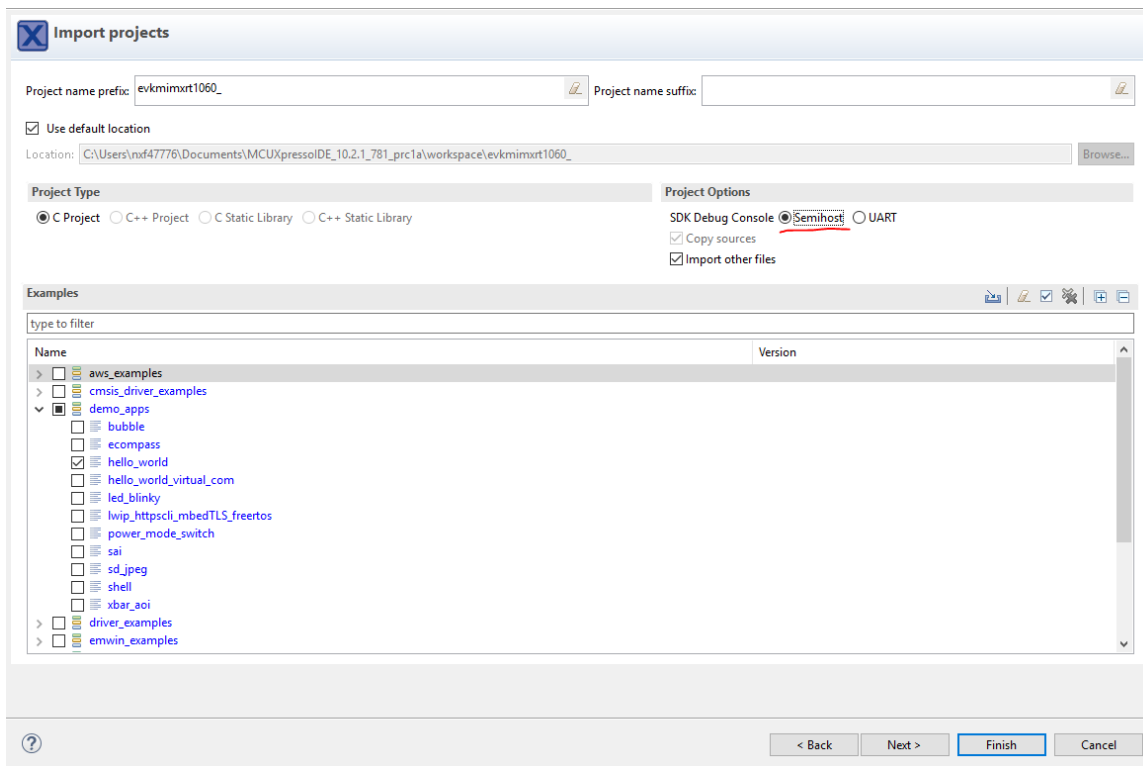 Import projects
Project name prefix: evkmimxrt1060_ Project name suffix:
Use default location
Location: C:\Users\nxf47776\Documents\MCUXpressoIDE_10.2.1_781_prc1a\workspace\evkmimxrt1060_ Browse...
Project Type Project Options
C Project C++ Project C Static Library C++ Static Library SDK Debug Console Semihost UART
Copy sources
Import other files
Examples
type to filter
Name Version
aws_examples
cmsis_driver_examples
demo_apps
bubble
ecompass
hello_world
hello_world_virtual_com
led_blinky
lwip_httpscli_mbedTLS_freertos
power_mode_switch
sai
sd_jpeg
shell
xbar_aoi
driver_examples
emwin_examples
? < Back Next > Finish Cancel